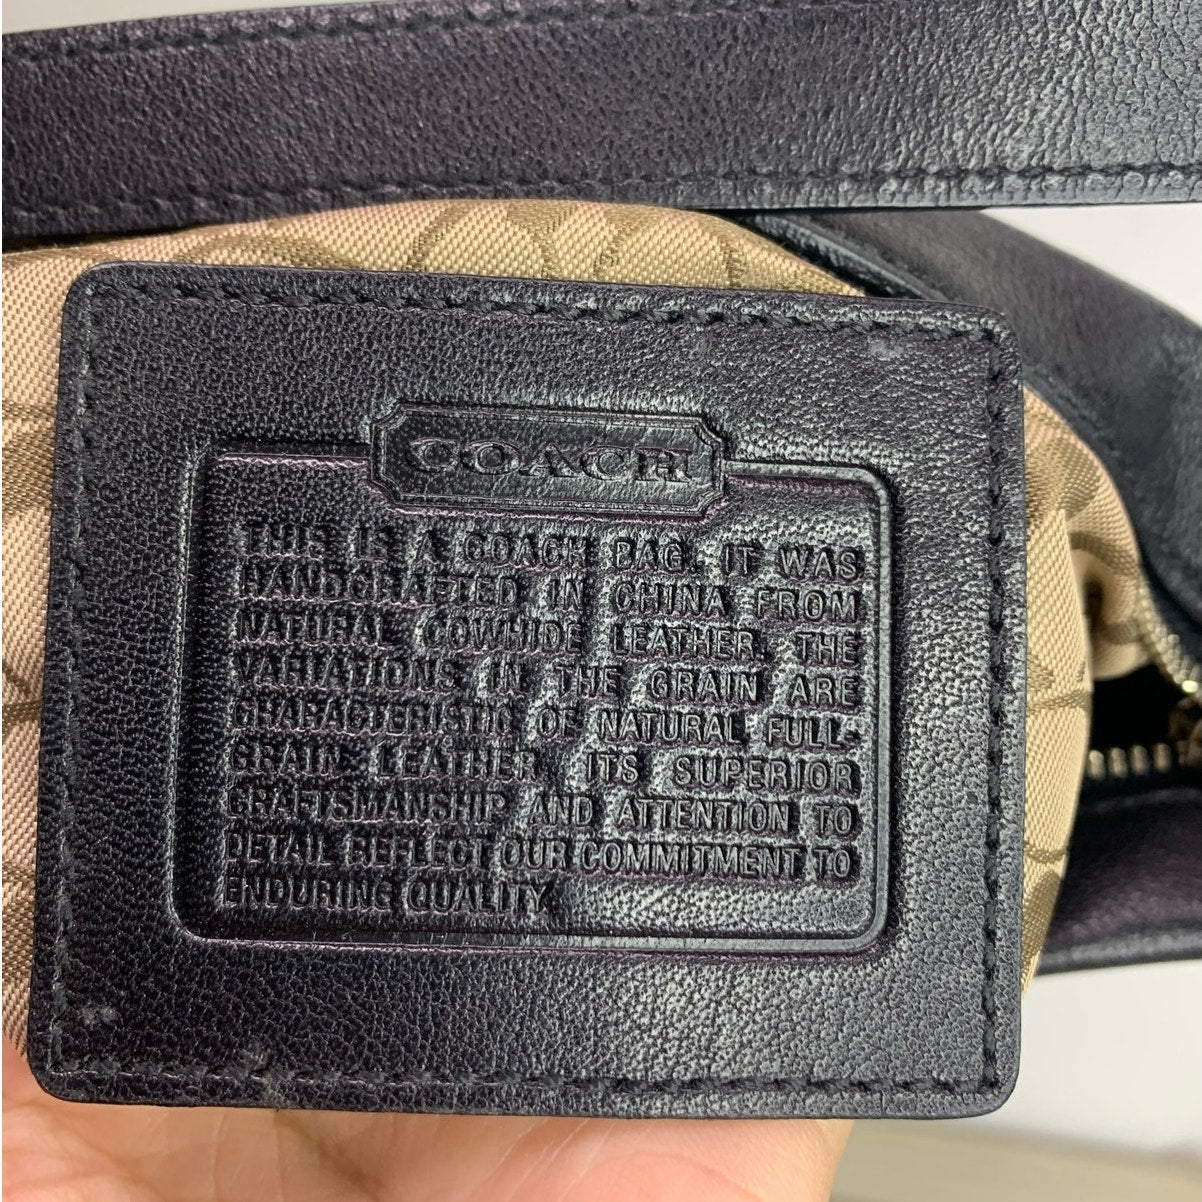 COACH
THIS IS A COACH BAG. IT WAS
HANDCRAFTED IN CHINA FROM
NATURAL COWHIDE LEATHER. THE
VARIATIONS IN THE GRAIN ARE
CHARACTERISTIC OF NATURAL FULL-
GRAIN LEATHER. ITS SUPERIOR
CRAFTSMANSHIP AND ATTENTION TO
DETAIL REFLECT OUR COMMITMENT TO
ENDURING QUALITY.